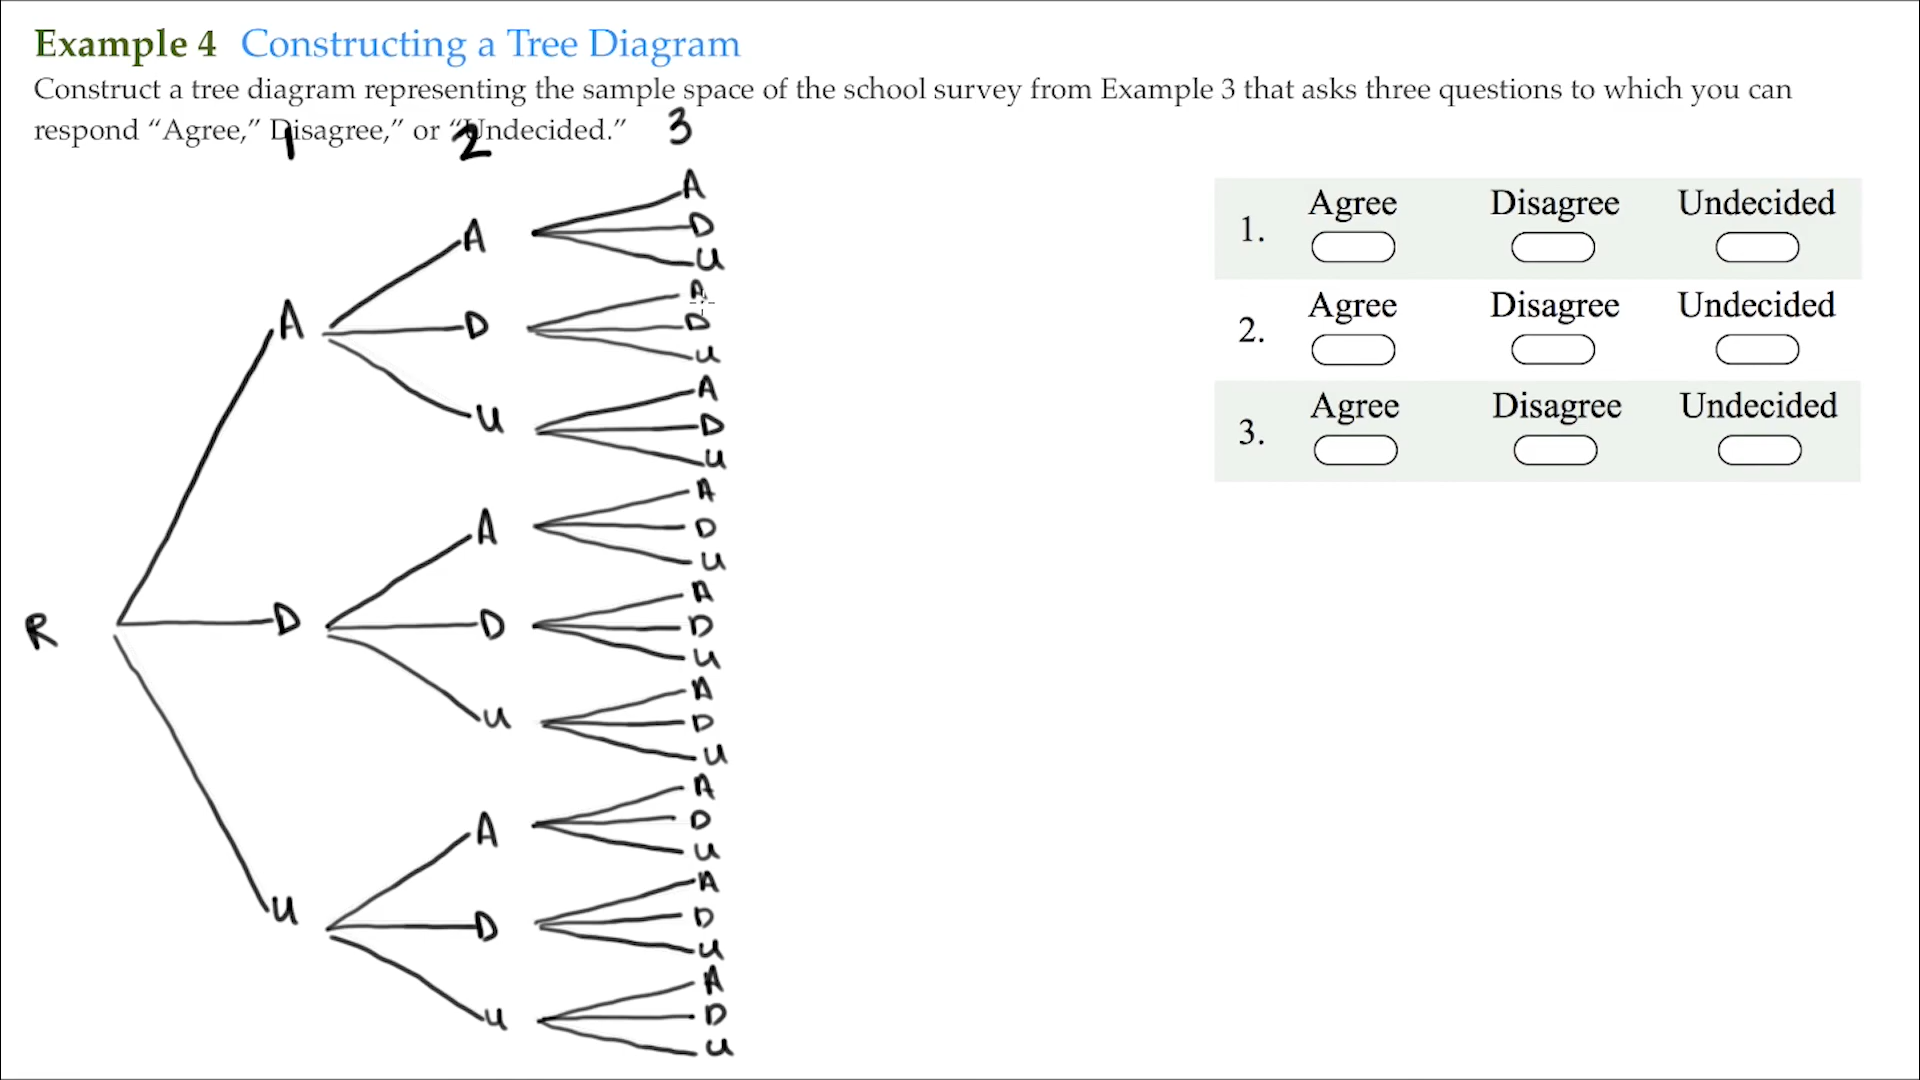 Example 4 Constructing a Tree Diagram
Construct a tree diagram representing the sample space of the school survey from Example 3 that asks three questions to which you can
respond “Agree,” Disagree,” or “Undecided.”
1 2 3
A
A D
U
A
A D D
U
A
U D
U
A
A D
U
A
R D D D
U
A
U D
U
A
A D
U
A
U D D
U
A
U D
U
1. Agree Disagree Undecided
2. Agree Disagree Undecided
3. Agree Disagree Undecided